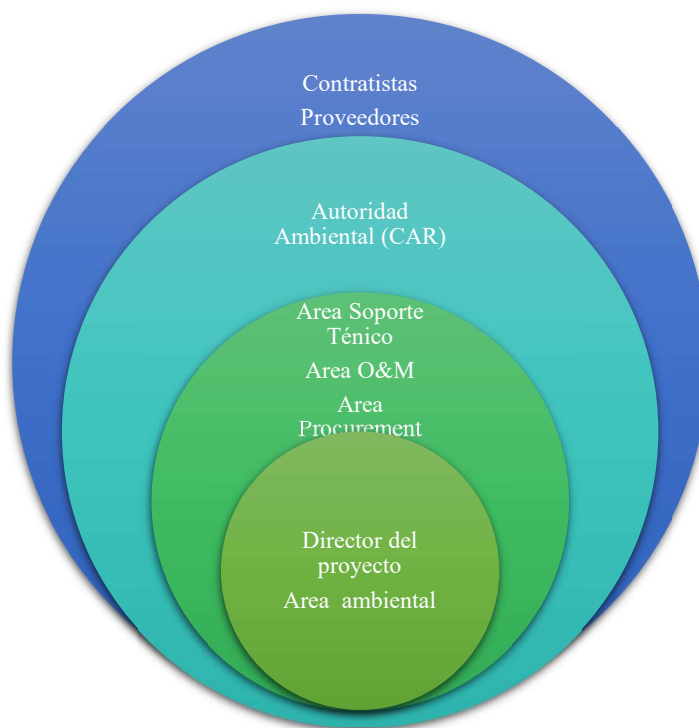 Contratistas
Proveedores
Autoridad
Ambiental (CAR)
Area Soporte
Ténico
Area O&M
Area
Procurement
Director del
proyecto
Area ambiental